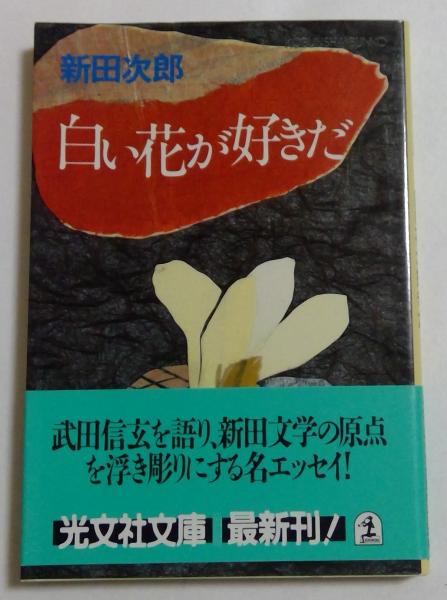 新田次郎
白い花が好きだ
武田信玄を語り、新田文学の原点
を浮き彫りにする名エッセイ!
光文社文庫 最新刊!